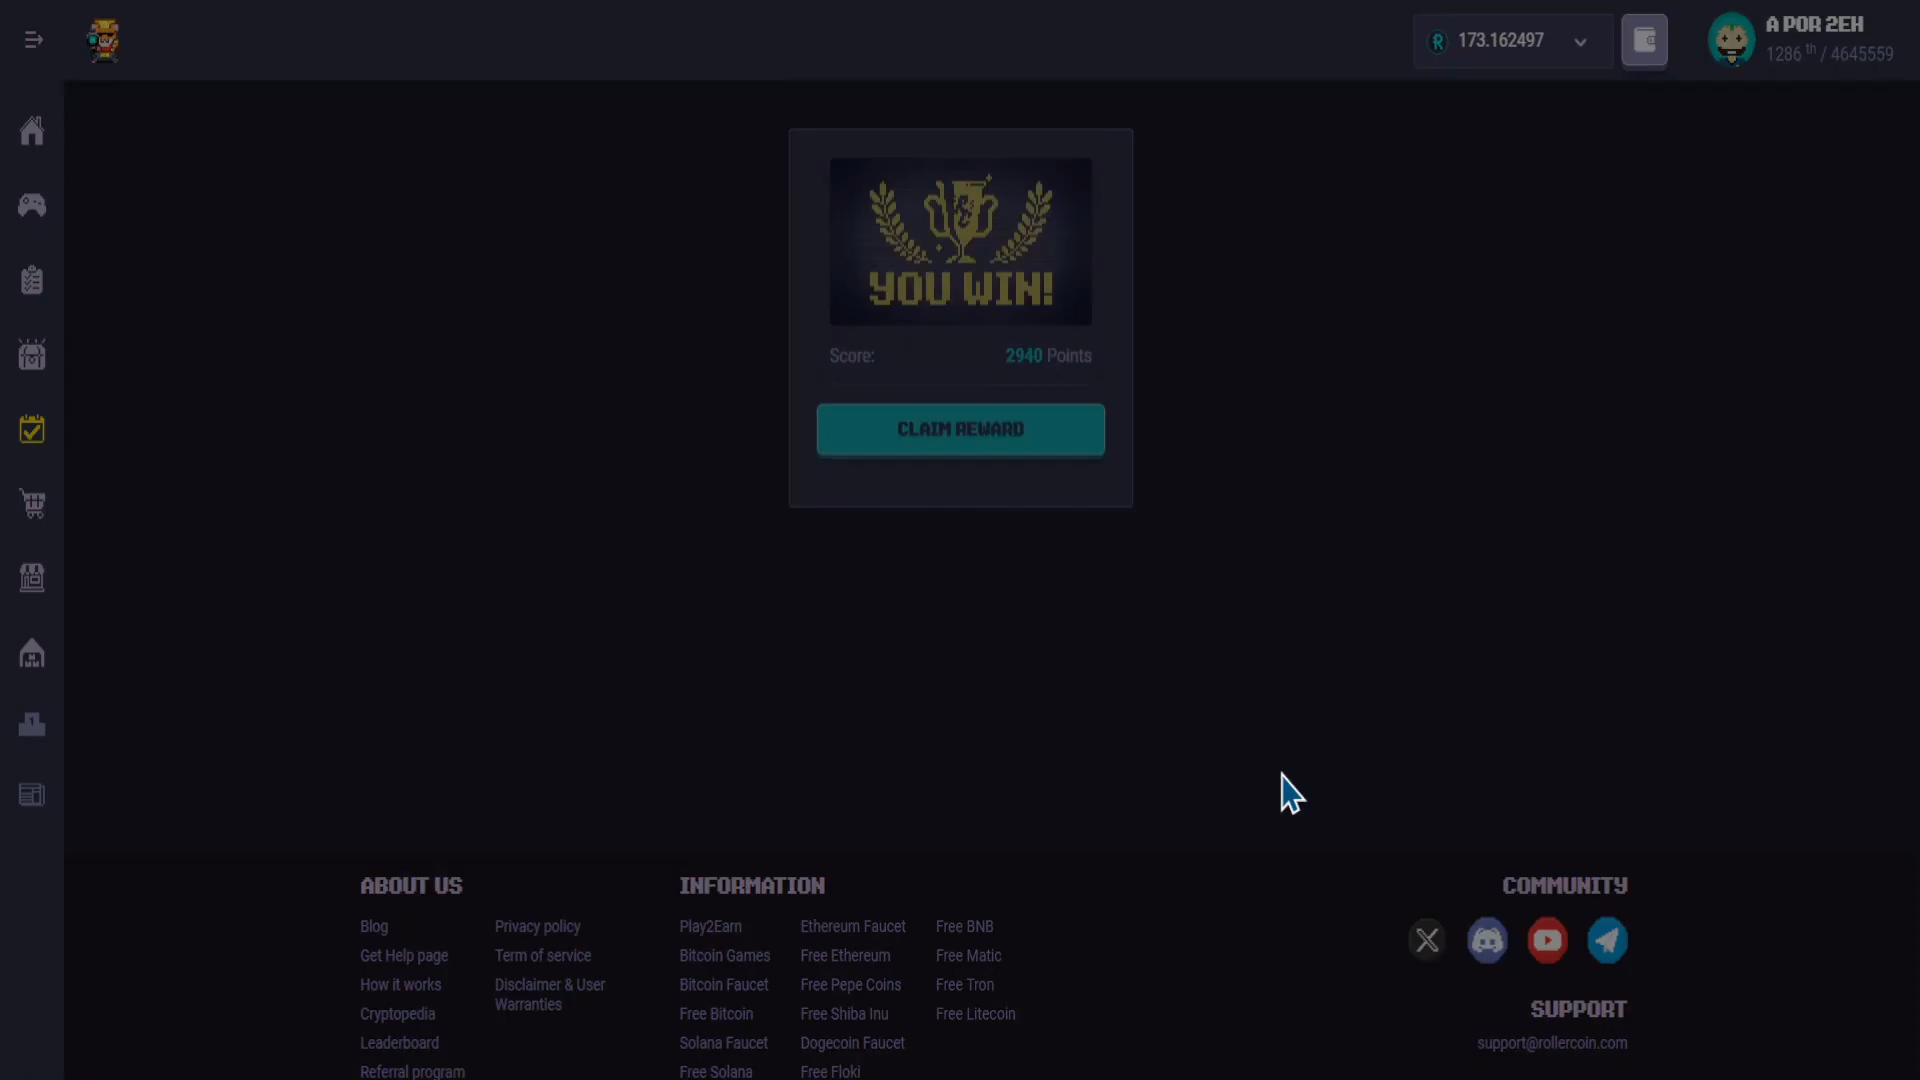 173.162497
A POR 2EH
1286 th / 4645559
YOU WIN!
Score: 2940 Points
CLAIM REWARD
ABOUT US
Blog
Get Help page
How it works
Cryptopedia
Leaderboard
Referral program
Privacy policy
Term of service
Disclaimer & User
Warranties
INFORMATION
Play2Earn
Bitcoin Games
Bitcoin Faucet
Free Bitcoin
Solana Faucet
Free Solana
Ethereum Faucet
Free Ethereum
Free Pepe Coins
Free Shiba Inu
Dogecoin Faucet
Free Floki
Free BNB
Free Matic
Free Tron
Free Litecoin
COMMUNITY
SUPPORT
support@rollercoin.com